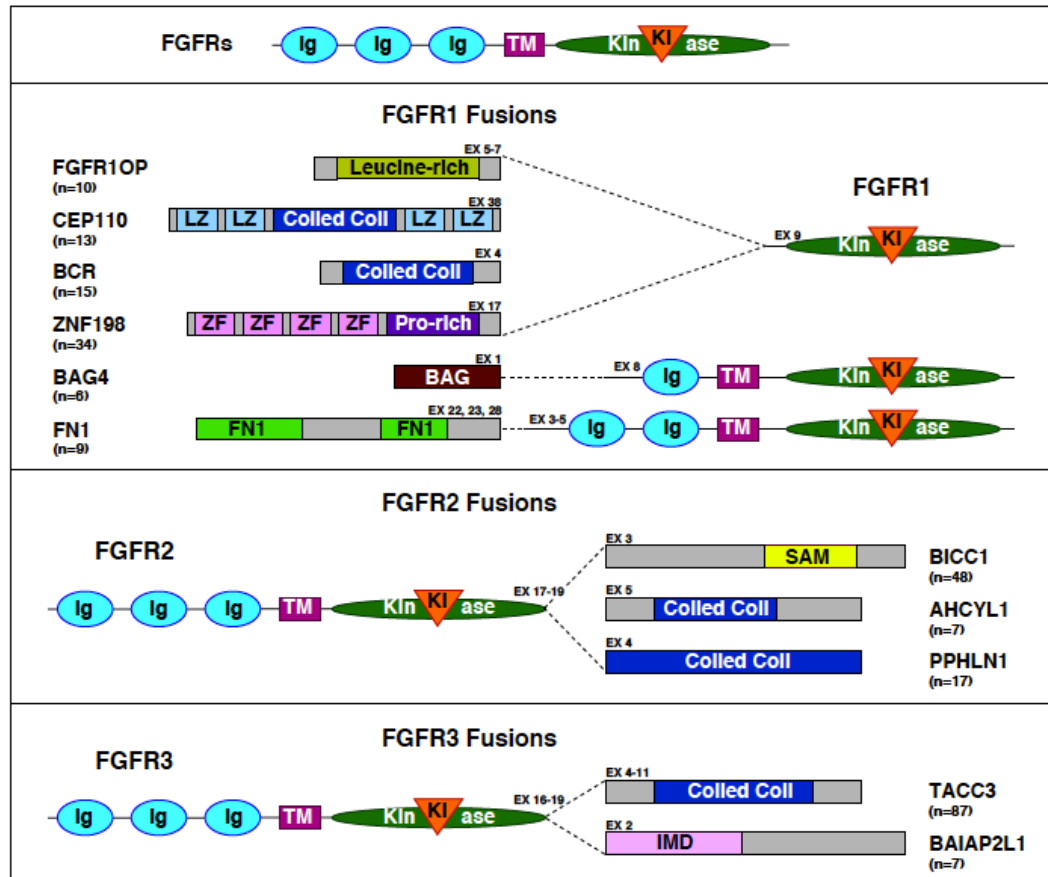 FGFRs Ig Ig Ig TM Kin KI ase
FGFR1 Fusions
FGFR1OP
(n=10)
EX 5-7
Leucine-rich
CEP110
(n=13)
EX 38
LZ LZ Coiled Coil LZ LZ
BCR
(n=15)
EX 4
Coiled Coil
ZNF198
(n=34)
EX 17
ZF ZF ZF ZF Pro-rich
FGFR1
EX 9 Kin KI ase
BAG4
(n=6)
EX 1
BAG
EX 8 Ig TM Kin KI ase
FN1
(n=9)
EX 22, 23, 28
FN1 FN1
EX 3-5 Ig Ig TM Kin KI ase
FGFR2 Fusions
FGFR2
Ig Ig Ig TM Kin KI ase EX 17-19
EX 3
SAM
BICC1
(n=48)
EX 5
Coiled Coil
AHCYL1
(n=7)
EX 4
Coiled Coil
PPHLN1
(n=17)
FGFR3 Fusions
FGFR3
Ig Ig Ig TM Kin KI ase EX 16-19
EX 4-11
Coiled Coil
TACC3
(n=87)
EX 2
IMD
BAIAP2L1
(n=7)